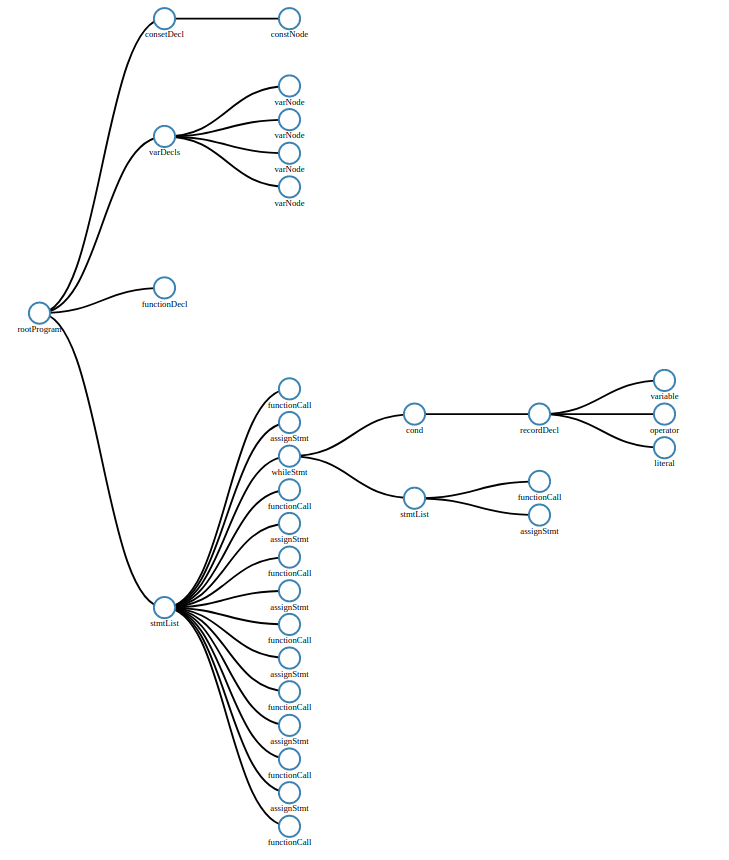 consetDecl
constNode
varNode
varNode
varDecls
varNode
varNode
functionDecl
rootProgram
functionCall
assignStmt
whileStmt
functionCall
assignStmt
functionCall
assignStmt
functionCall
assignStmt
functionCall
assignStmt
functionCall
assignStmt
functionCall
stmtList
cond
stmtList
recordDecl
functionCall
assignStmt
variable
operator
literal